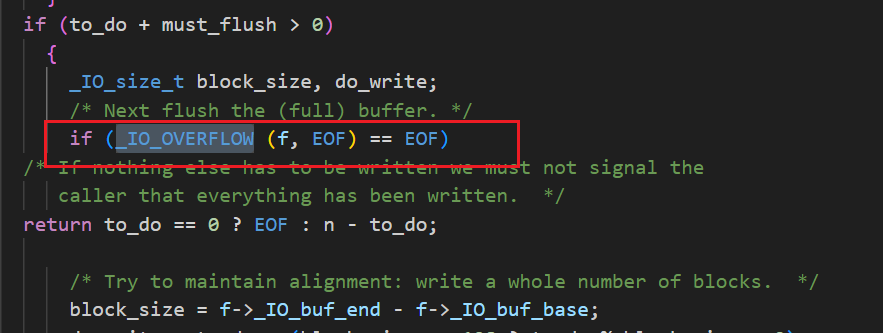 }
if (to_do + must_flush > 0)
{
_IO_size_t block_size, do_write;
/* Next flush the (full) buffer. */
if (_IO_OVERFLOW (f, EOF) == EOF)
/* If nothing else has to be written we must not signal the
caller that everything has been written.  */
return to_do == 0 ? EOF : n - to_do;
/* Try to maintain alignment: write a whole number of blocks.  */
block_size = f->_IO_buf_end - f->_IO_buf_base;